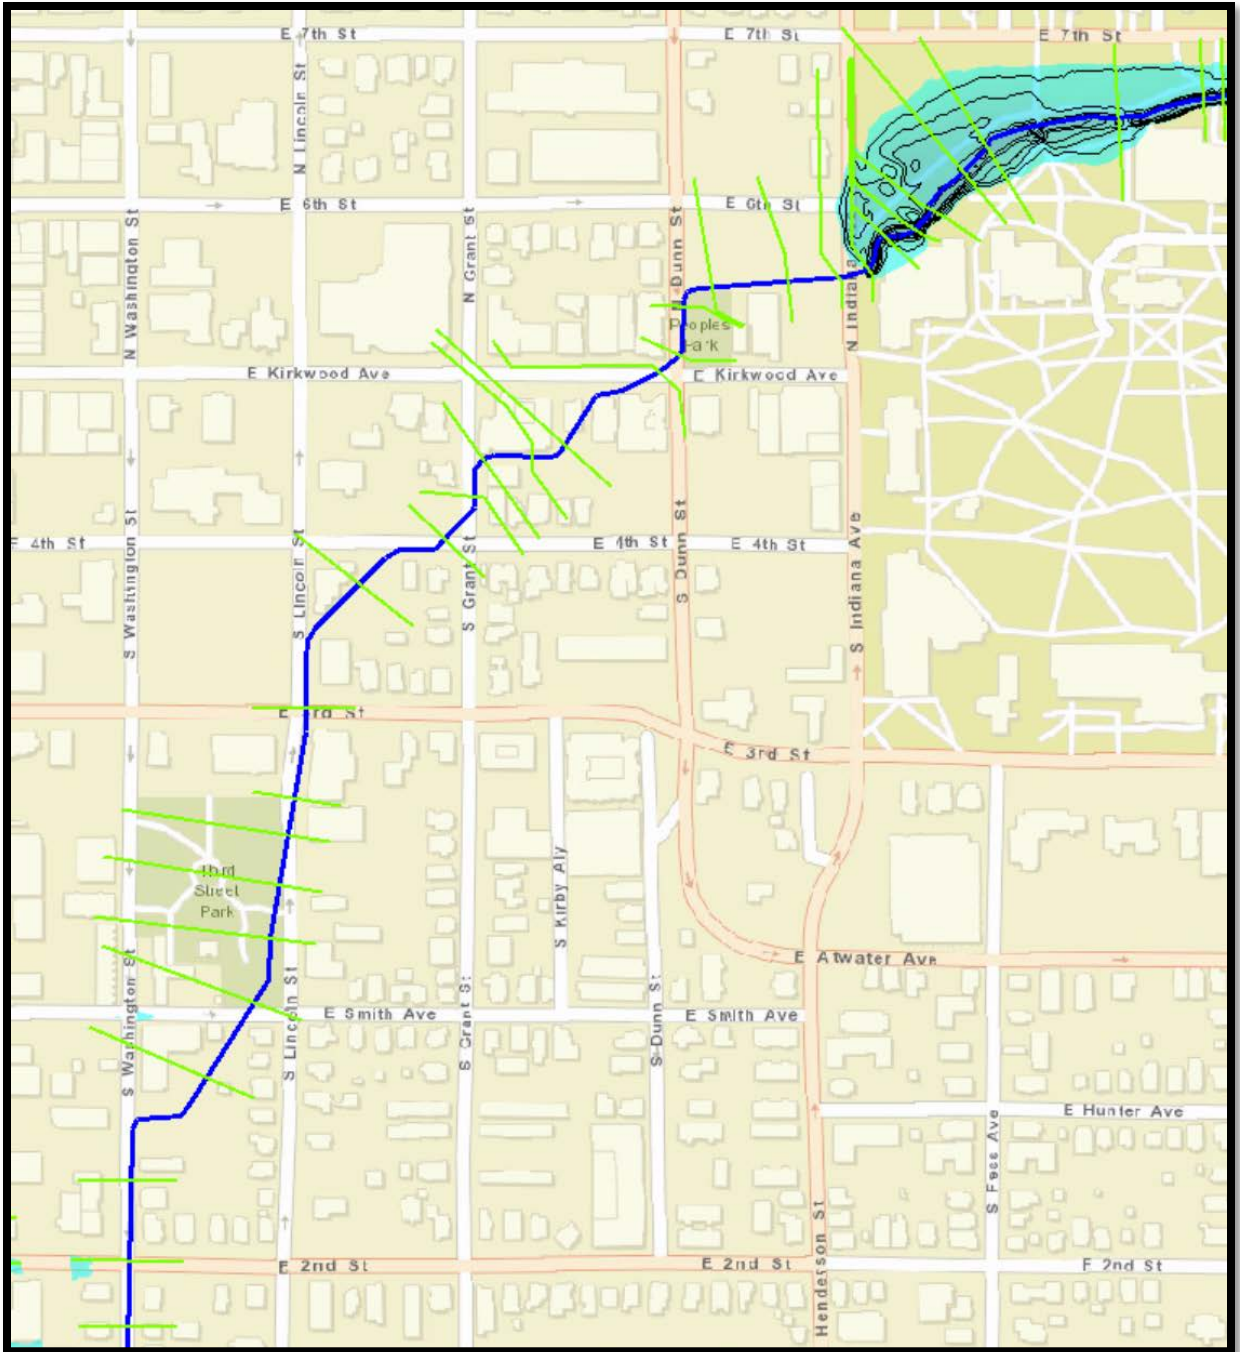 E 7th St
E 7th St
E 7th St
N Lincoln St
E 6th St
E 6th St
N Washington St
N Grant St
N Dunn St
N Indiana
Peoples
Park
E Kirkwood Ave
E Kirkwood Ave
E 4th St
E 4th St
E 4th St
S Washington St
S Lincoln St
S Grant St
S Dunn St
S Indiana Ave
E 3rd St
E 3rd St
Third
Street
Park
S Kirby Aly
E Atwater Ave
S Washington St
S Lincoln St
S Grant St
S Dunn St
E Smith Ave
E Smith Ave
E Hunter Ave
S Fess Ave
Henderson St
E 2nd St
E 2nd St
E 2nd St